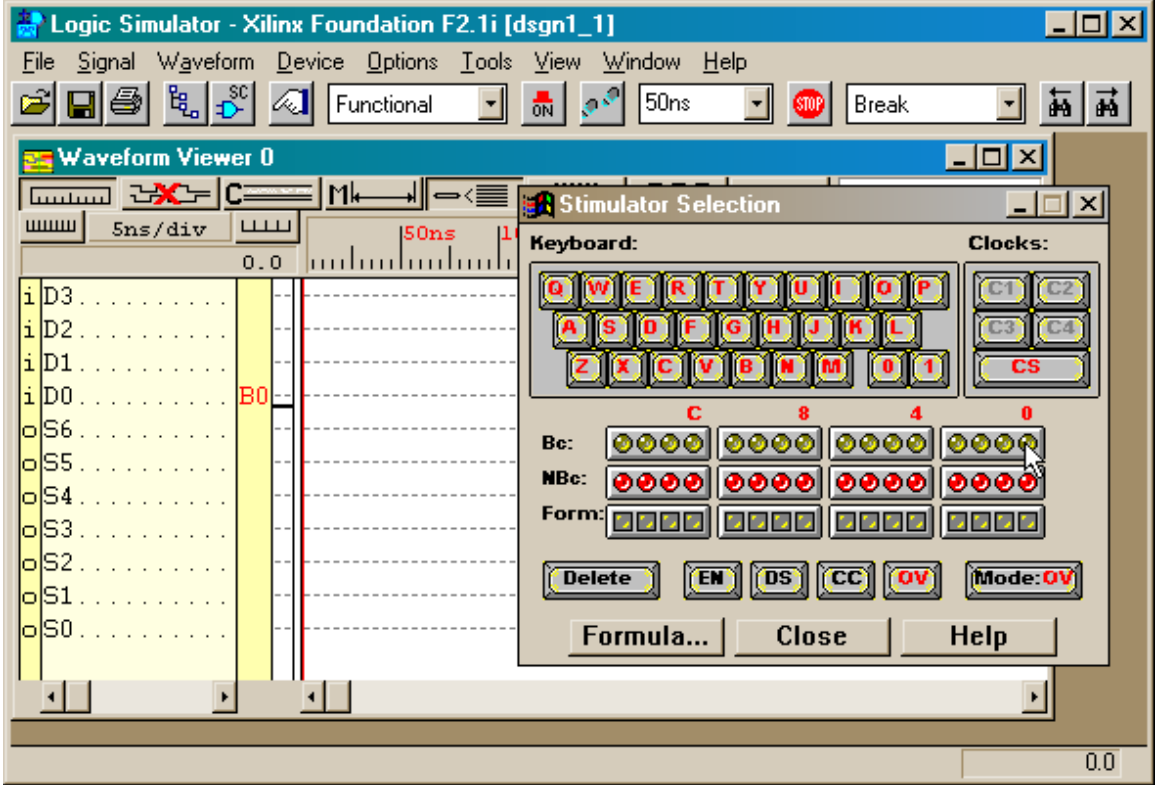 Logic Simulator - Xilinx Foundation F2.1i [dsgn1_1]
File Signal Waveform Device Options Tools View Window Help
SC Functional ON 50ns STOP Break
Waveform Viewer 0
C M
5ns/div 50ns
0.0
i D3...........
i D2...........
i D1...........
i D0........... B0
o S6...........
o S5...........
o S4...........
o S3...........
o S2...........
o S1...........
o S0...........
Stimulator Selection
Keyboard: Clocks:
Q W E R T Y U I O P C1 C2
A S D F G H J K L C3 C4
Z X C V B N M 0 1 CS
C 8 4 0
Bc:
NBc:
Form:
Delete EN DS CC OV Mode:OV
Formula... Close Help
0.0